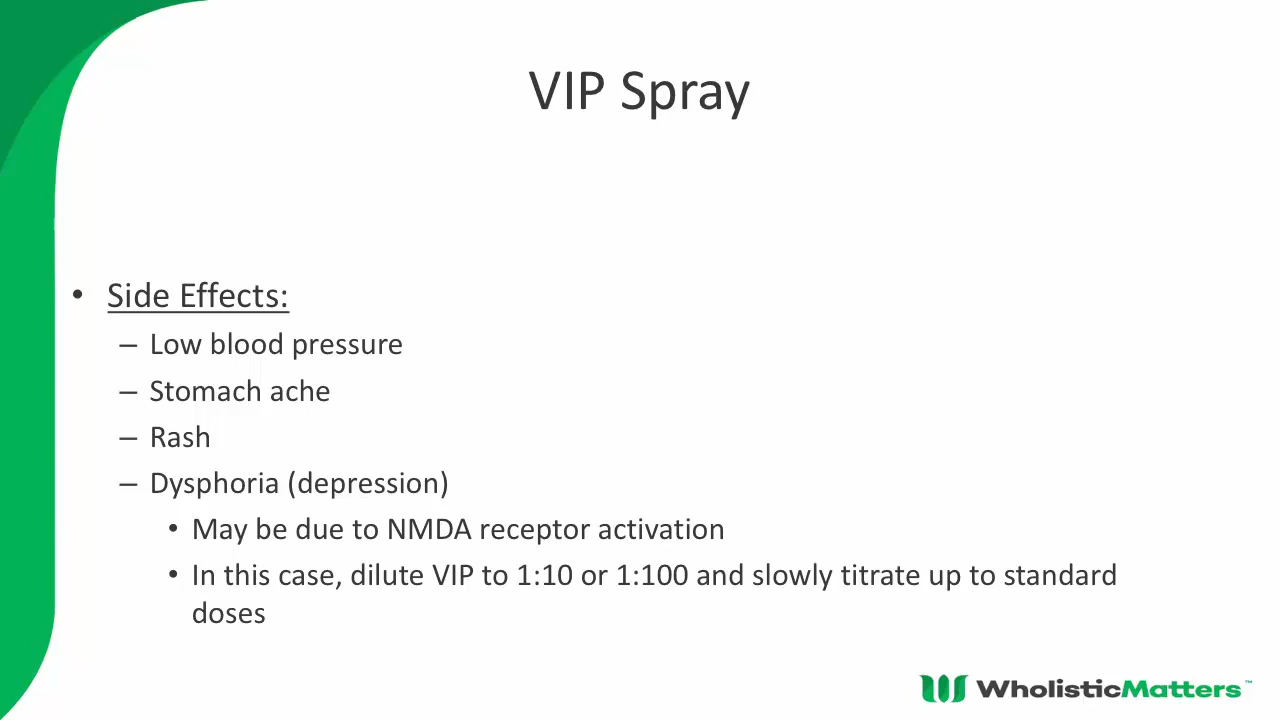 VIP Spray
• Side Effects:
– Low blood pressure
– Stomach ache
– Rash
– Dysphoria (depression)
• May be due to NMDA receptor activation
• In this case, dilute VIP to 1:10 or 1:100 and slowly titrate up to standard
doses
WholisticMatters™